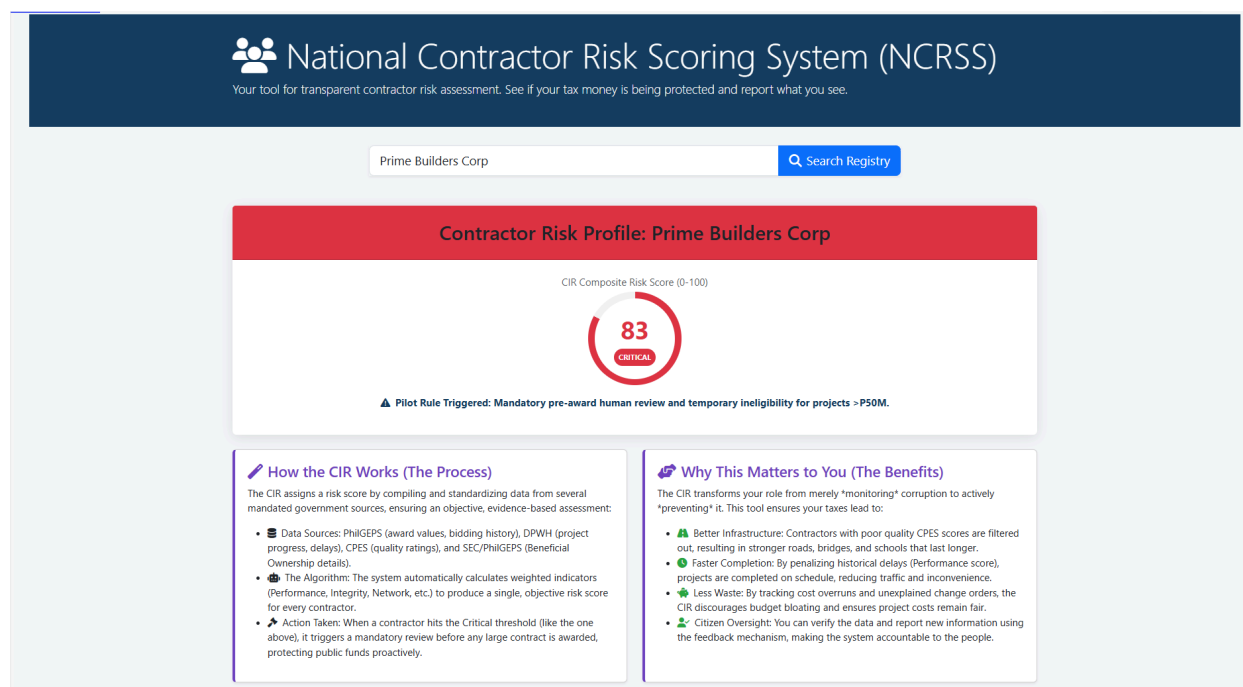 National Contractor Risk Scoring System (NCRSS)
Your tool for transparent contractor risk assessment. See if your tax money is being protected and report what you see.
Prime Builders Corp
Search Registry
Contractor Risk Profile: Prime Builders Corp
CIR Composite Risk Score (0-100)
83
CRITICAL
Pilot Rule Triggered: Mandatory pre-award human review and temporary ineligibility for projects >P50M.
How the CIR Works (The Process)
The CIR assigns a risk score by compiling and standardizing data from several
mandated government sources, ensuring an objective, evidence-based assessment:
• Data Sources: PhilGEPS (award values, bidding history), DPWH (project
progress, delays), CPES (quality ratings), and SEC/PhilGEPS (Beneficial
Ownership details).
• The Algorithm: The system automatically calculates weighted indicators
(Performance, Integrity, Network, etc.) to produce a single, objective risk score
for every contractor.
• Action Taken: When a contractor hits the Critical threshold (like the one
above), it triggers a mandatory review before any large contract is awarded,
protecting public funds proactively.
Why This Matters to You (The Benefits)
The CIR transforms your role from merely *monitoring* corruption to actively
*preventing* it. This tool ensures your taxes lead to:
• Better Infrastructure: Contractors with poor quality CPES scores are filtered
out, resulting in stronger roads, bridges, and schools that last longer.
• Faster Completion: By penalizing historical delays (Performance score),
projects are completed on schedule, reducing traffic and inconvenience.
• Less Waste: By tracking cost overruns and unexplained change orders, the
CIR discourages budget bloating and ensures project costs remain fair.
• Citizen Oversight: You can verify the data and report new information using
the feedback mechanism, making the system accountable to the people.